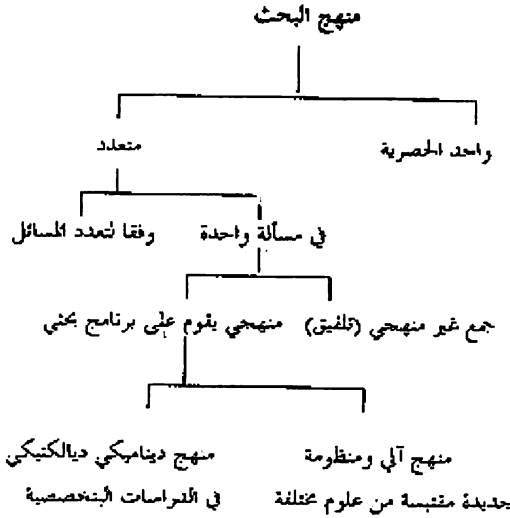 منهج البحث
واحد الحصرية
متعدد
في مسألة واحدة
وفقا لتعدد المسائل
جمع غير منهجي (تلفيق)
منهجي يقوم على برنامج بحثي
منهج آلي ومنظومة
جديدة مقتبسة من علوم مختلفة
منهج ديناميكي ديالكتيكي
في الدراسات التخصصية